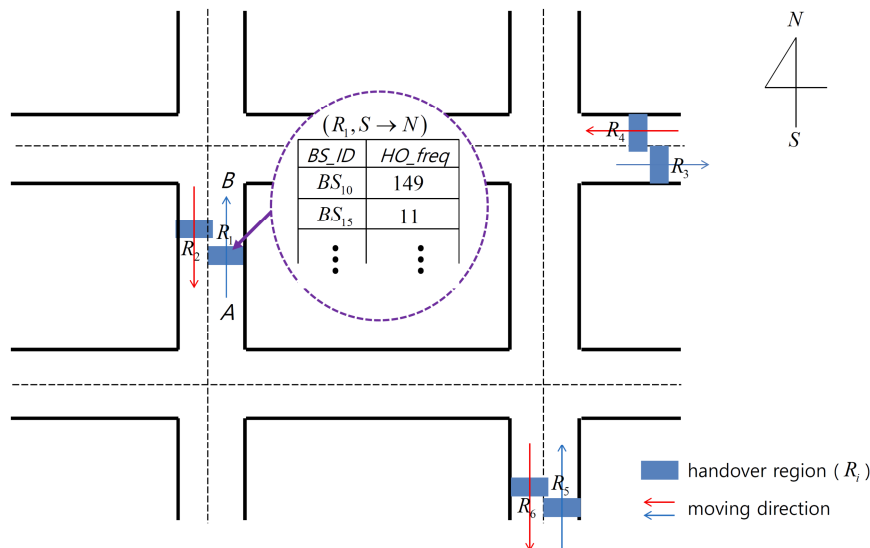 N
S
(R₁, S → N)
BS_ID HO_freq
BS₁₀ 149
BS₁₅ 11
R₄
R₃
B
R₁
R₂
A
R₅
R₆
handover region ( Rᵢ )
moving direction